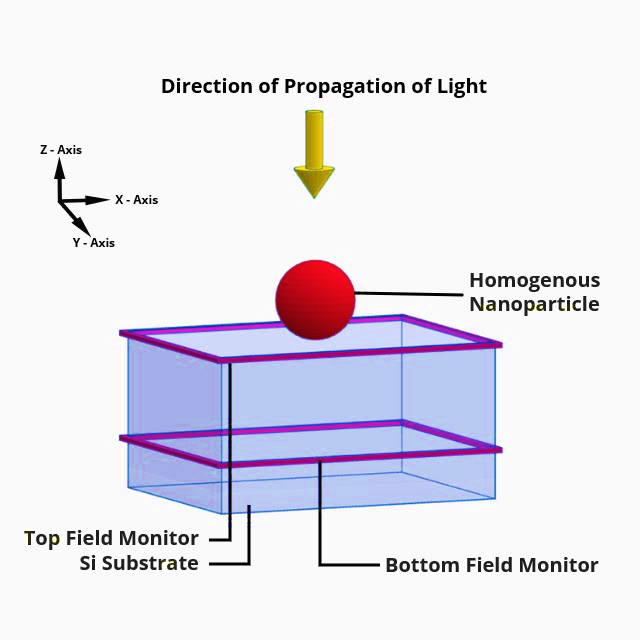 Direction of Propagation of Light
Z - Axis
X - Axis
Y - Axis
Homogenous
Nanoparticle
Top Field Monitor
Si Substrate
Bottom Field Monitor